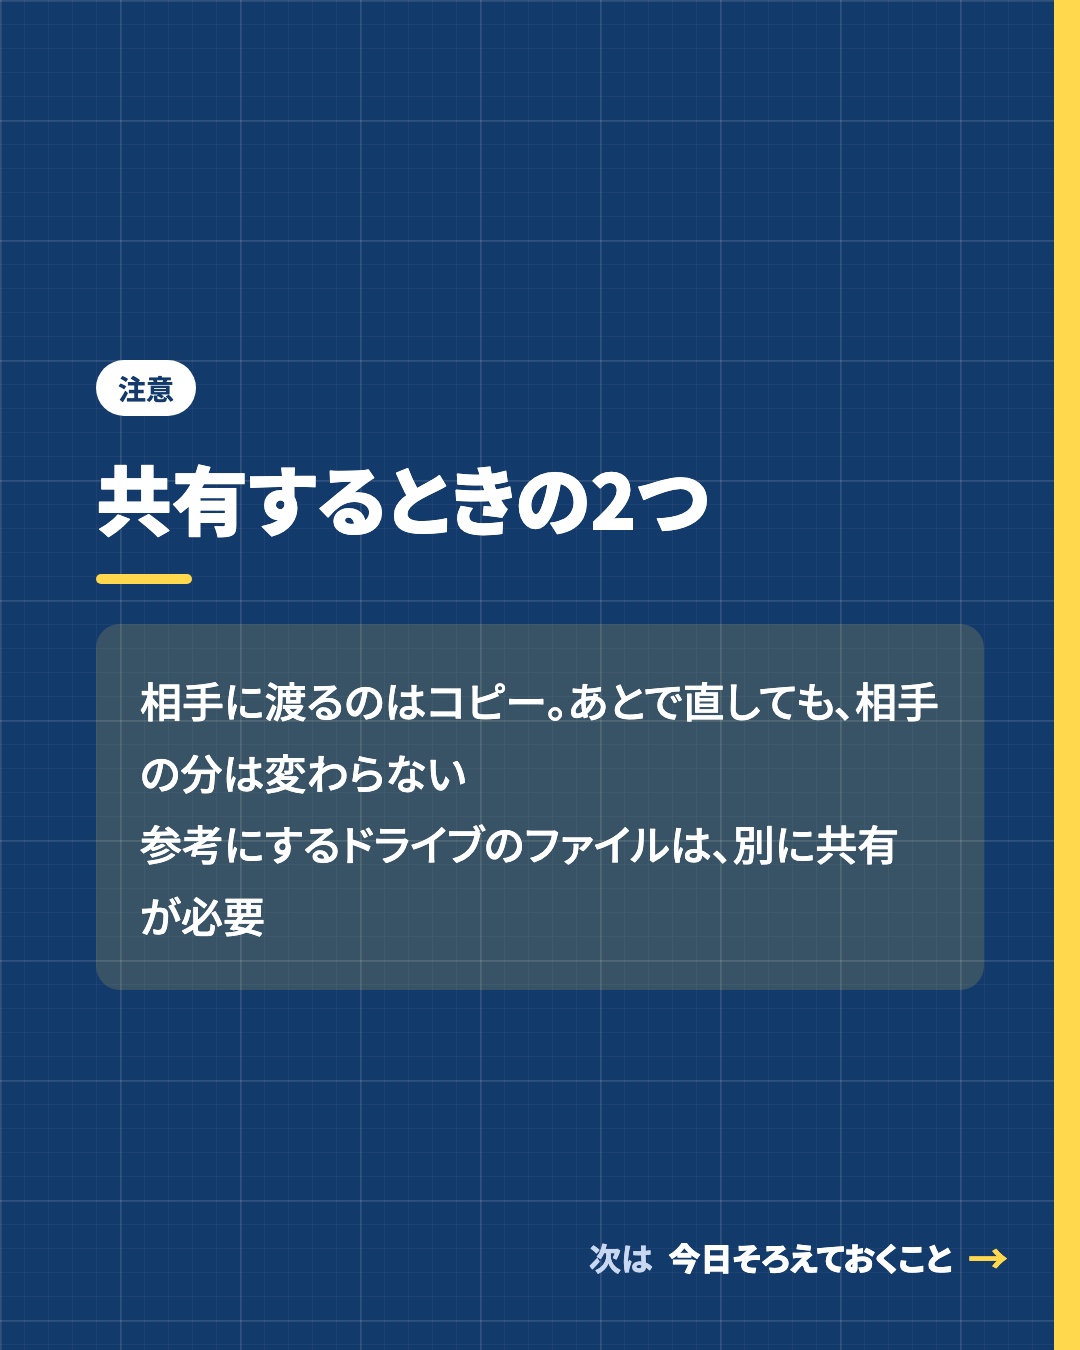 注意
共有するときの2つ
相手に渡るのはコピー。あとで直しても、相手
の分は変わらない
参考にするドライブのファイルは、別に共有
が必要
次は 今日そろえておくこと →